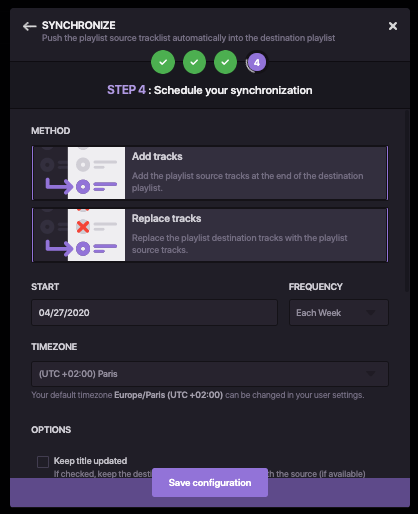 SYNCHRONIZE
Push the playlist source tracklist automatically into the destination playlist
4
STEP 4 : Schedule your synchronization
METHOD
Add tracks
Add the playlist source tracks at the end of the destination
playlist.
Replace tracks
Replace the playlist destination tracks with the playlist
source tracks.
START
FREQUENCY
04/27/2020
Each Week
TIMEZONE
(UTC +02:00) Paris
Your default timezone Europe/Paris (UTC +02:00) can be changed in your user settings.
OPTIONS
Keep title updated
If checked, keep the the source (if available)
Save configuration